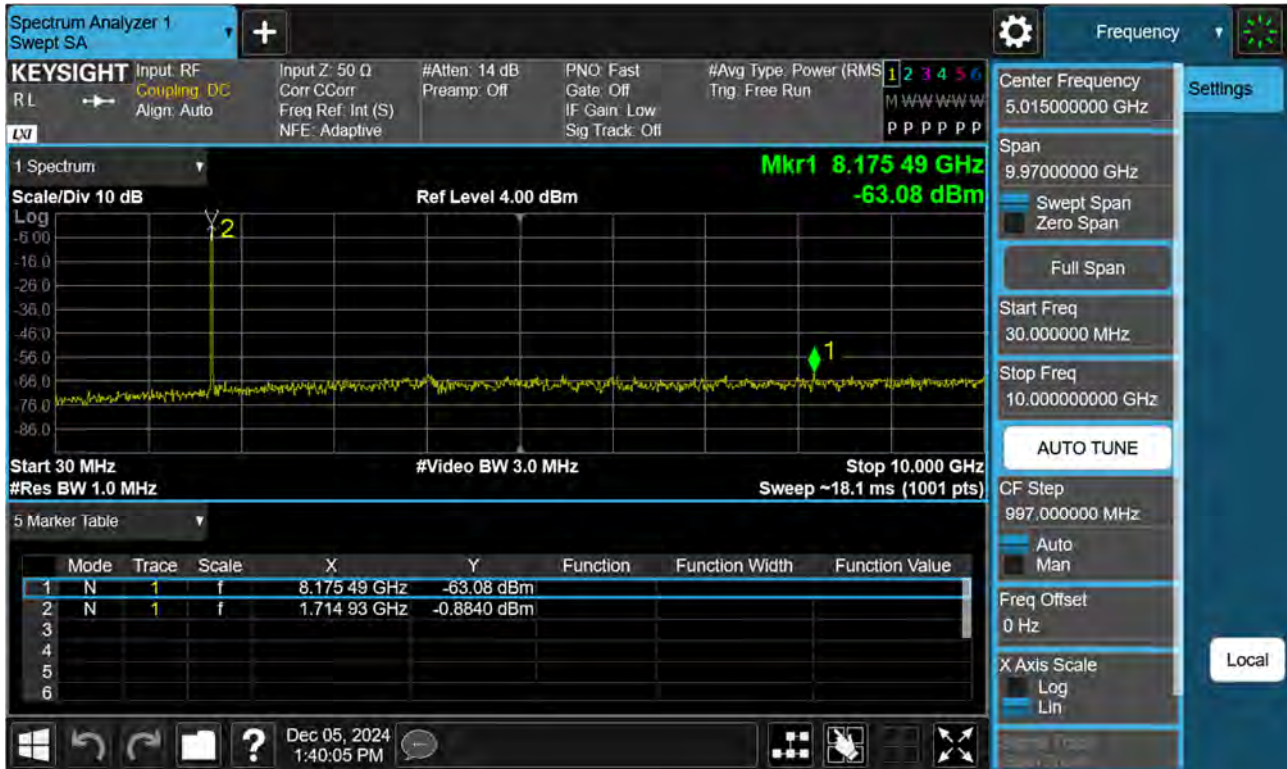 Spectrum Analyzer 1
Swept SA
+
Frequency
KEYSIGHT
RL
LXI
Input: RF
Coupling: DC
Align: Auto
Input Z: 50 Ω
Corr CCorr
Freq Ref: Int (S)
NFE: Adaptive
#Atten: 14 dB
Preamp: Off
PNO: Fast
Gate: Off
IF Gain: Low
Sig Track: Off
#Avg Type: Power (RMS
Trig: Free Run
1 2 3 4 5 6
M W W W W W
P P P P P P
1 Spectrum
Scale/Div 10 dB
Ref Level 4.00 dBm
Mkr1 8.175 49 GHz
-63.08 dBm
Log
-6.00
-16.0
-26.0
-36.0
-46.0
-56.0
-66.0
-76.0
-86.0
2
1
Start 30 MHz
#Res BW 1.0 MHz
#Video BW 3.0 MHz
Stop 10.000 GHz
Sweep ~18.1 ms (1001 pts)
5 Marker Table
Mode Trace Scale X Y Function Function Width Function Value
1 N 1 f 8.175 49 GHz -63.08 dBm
2 N 1 f 1.714 93 GHz -0.8840 dBm
3
4
5
6
?
Dec 05, 2024
1:40:05 PM
Center Frequency
5.015000000 GHz
Settings
Span
9.97000000 GHz
Swept Span
Zero Span
Full Span
Start Freq
30.000000 MHz
Stop Freq
10.000000000 GHz
AUTO TUNE
CF Step
997.000000 MHz
Auto
Man
Freq Offset
0 Hz
X Axis Scale
Log
Lin
Local